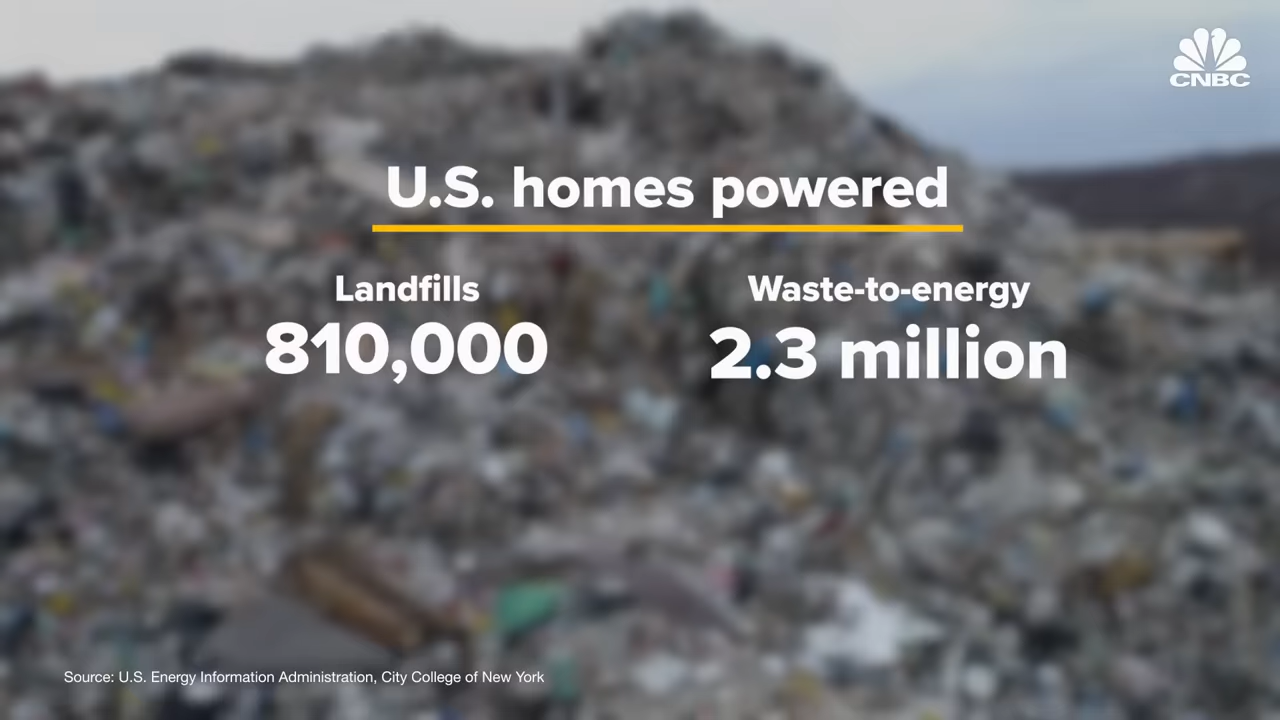 CNBC
U.S. homes powered
Landfills
810,000
Waste-to-energy
2.3 million
Source: U.S. Energy Information Administration, City College of New York